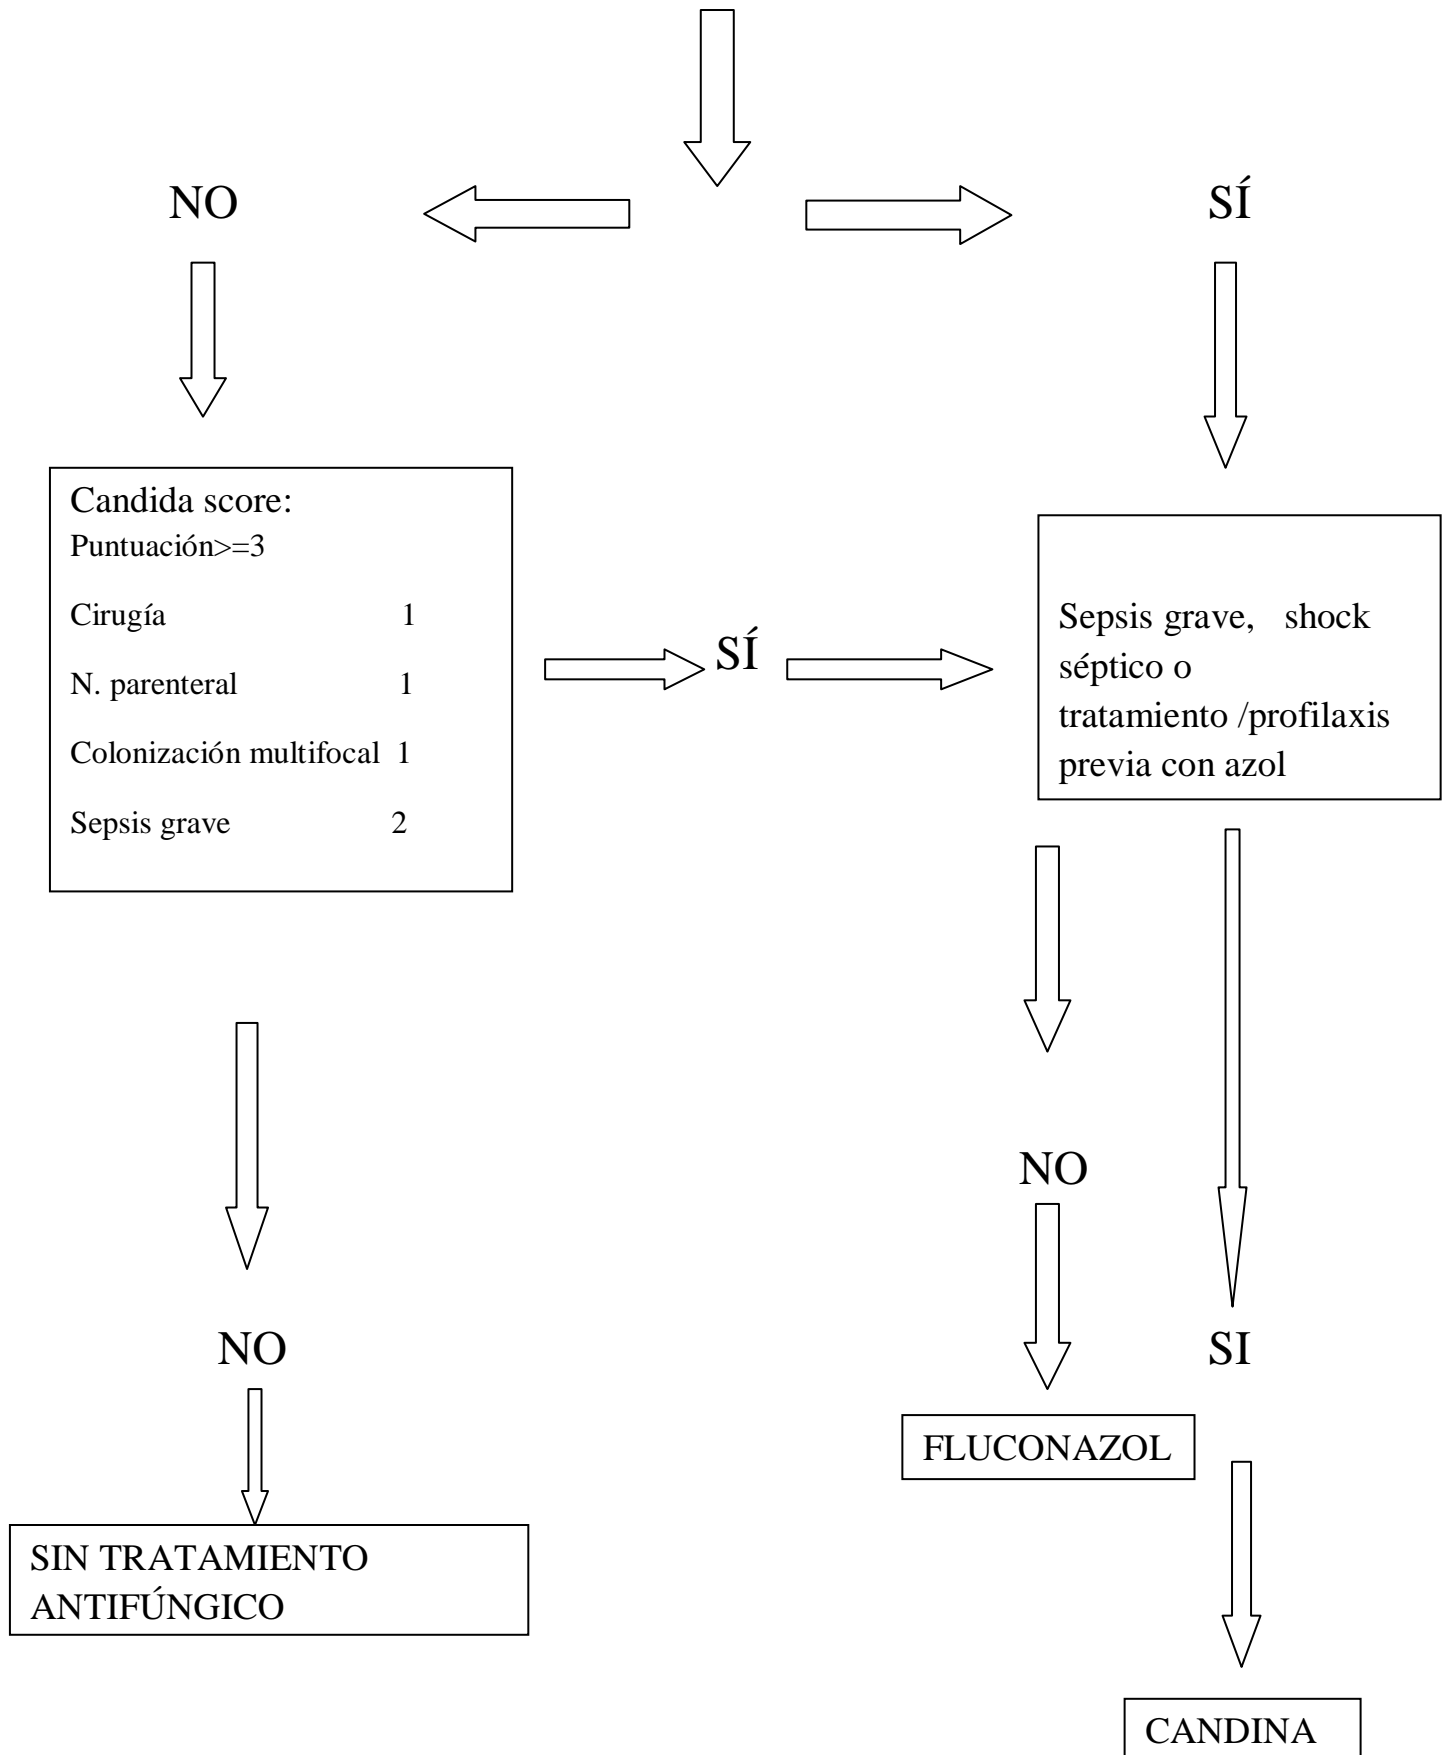 NO
SÍ
Candida score:
Puntuación>=3
Cirugía 1
N. parenteral 1
Colonización multifocal 1
Sepsis grave 2
SÍ
Sepsis grave, shock
séptico o
tratamiento /profilaxis
previa con azol
NO
NO
SI
FLUCONAZOL
SIN TRATAMIENTO
ANTIFÚNGICO
CANDINA